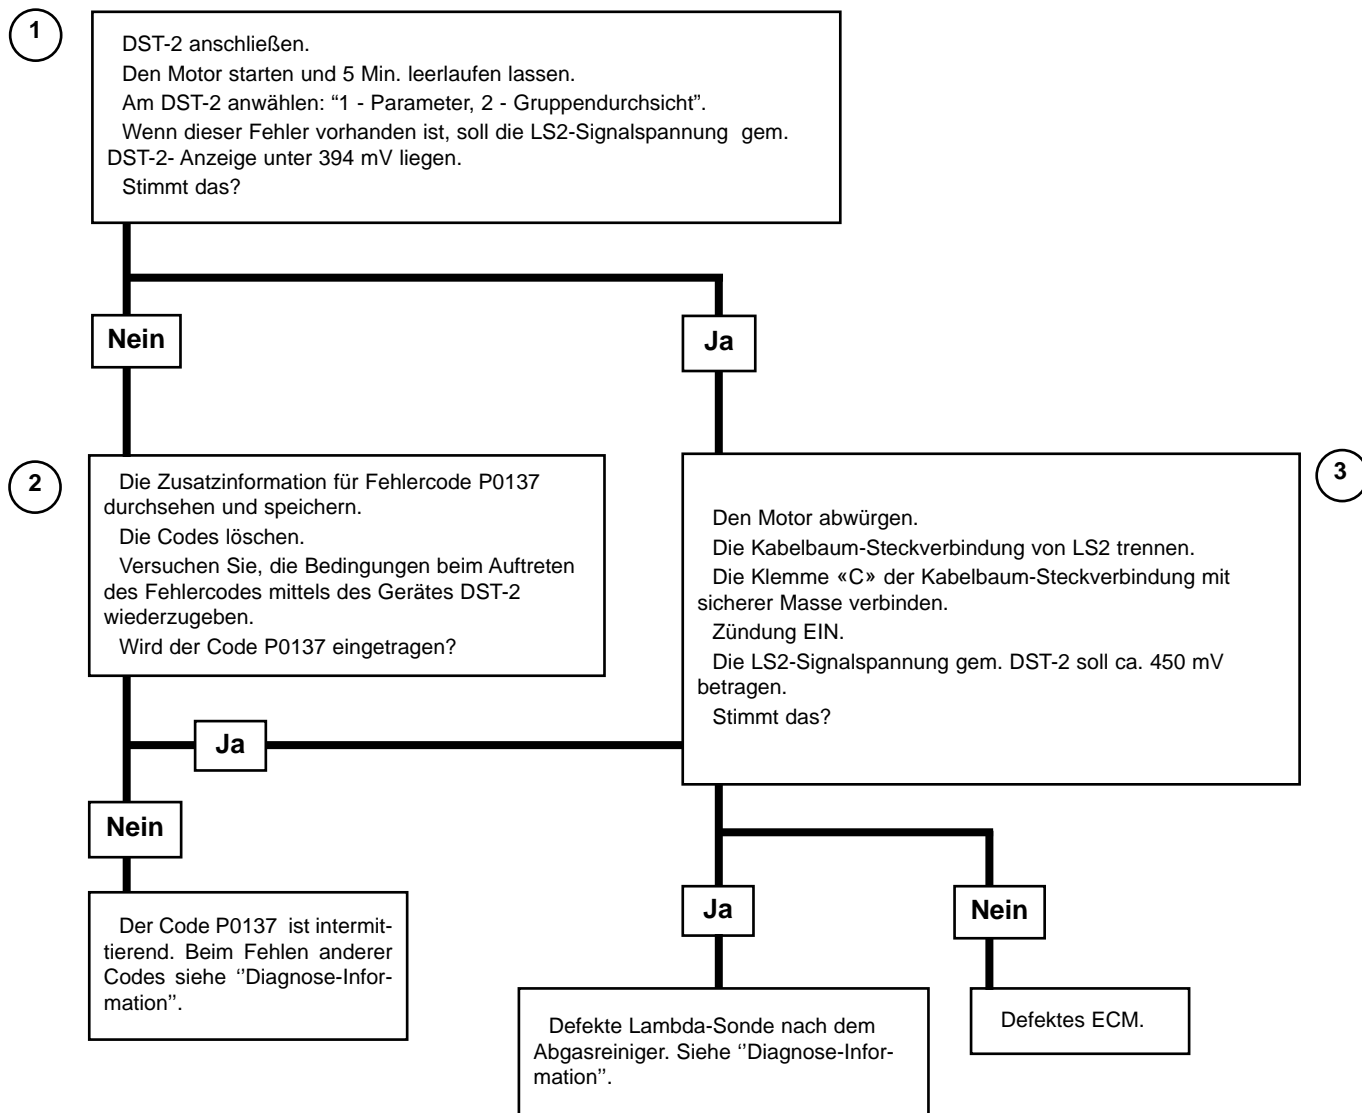 1
DST-2 anschließen.
Den Motor starten und 5 Min. leerlaufen lassen.
Am DST-2 anwählen: “1 - Parameter, 2 - Gruppendurchsicht”.
Wenn dieser Fehler vorhanden ist, soll die LS2-Signalspannung gem.
DST-2- Anzeige unter 394 mV liegen.
Stimmt das?
Nein
Ja
2
Die Zusatzinformation für Fehlercode P0137
durchsehen und speichern.
Die Codes löschen.
Versuchen Sie, die Bedingungen beim Auftreten
des Fehlercodes mittels des Gerätes DST-2
wiederzugeben.
Wird der Code P0137 eingetragen?
3
Den Motor abwürgen.
Die Kabelbaum-Steckverbindung von LS2 trennen.
Die Klemme «C» der Kabelbaum-Steckverbindung mit
sicherer Masse verbinden.
Zündung EIN.
Die LS2-Signalspannung gem. DST-2 soll ca. 450 mV
betragen.
Stimmt das?
Ja
Nein
Der Code P0137 ist intermit-
tierend. Beim Fehlen anderer
Codes siehe ‘’Diagnose-Infor-
mation’’.
Ja
Nein
Defekte Lambda-Sonde nach dem
Abgasreiniger. Siehe ‘’Diagnose-Infor-
mation’’.
Defektes ECM.